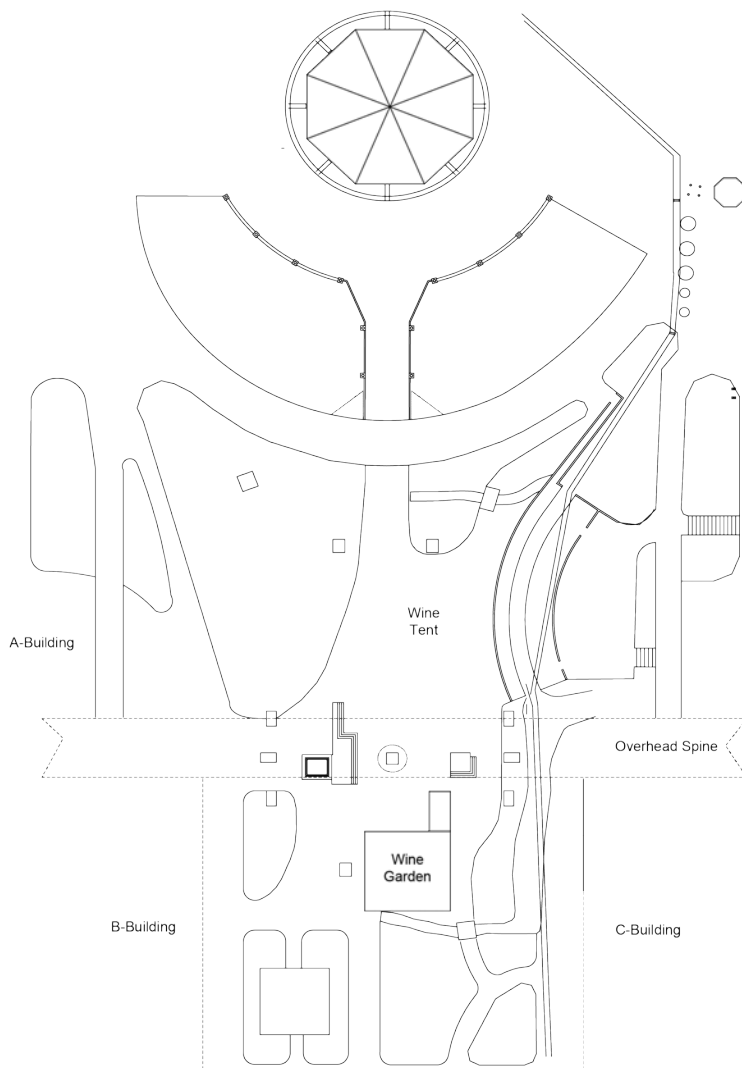 Wine
Tent
A-Building
Overhead Spine
Wine
Garden
B-Building
C-Building